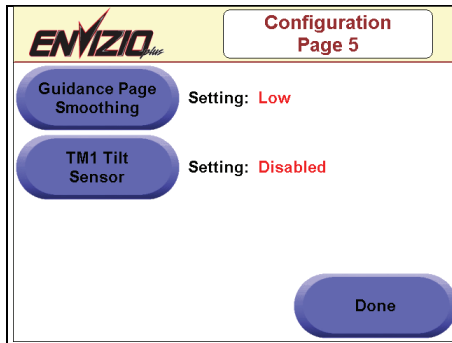 ENVIZIO plus
Configuration
Page 5
Guidance Page
Smoothing
Setting: Low
TM1 Tilt
Sensor
Setting: Disabled
Done